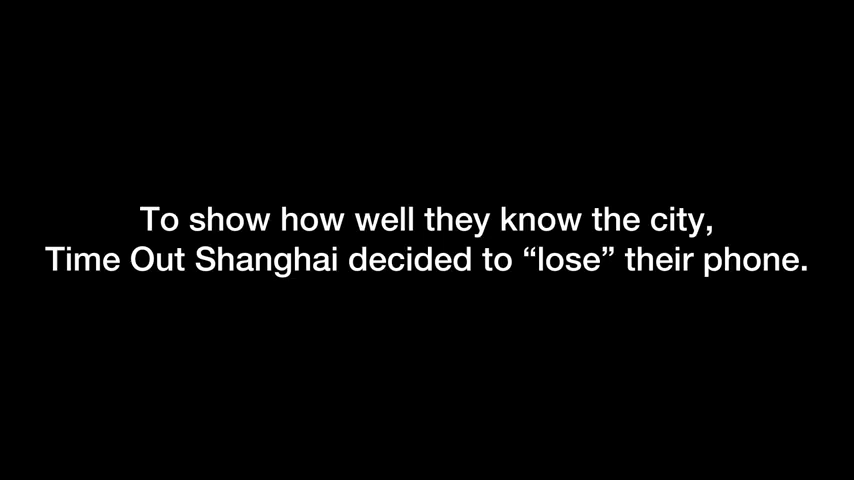 To show how well they know the city,
Time Out Shanghai decided to “lose” their phone.